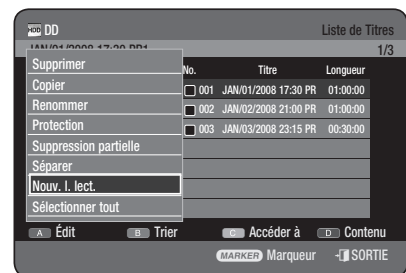 HDD DD Liste de Titres
JAN/01/2008 17:30 PR1 1/3
No. Titre Longueur
001 JAN/01/2008 17:30 PR 01:00:00
002 JAN/02/2008 21:00 PR 01:00:00
003 JAN/03/2008 23:15 PR 00:30:00
Supprimer
Copier
Renommer
Protection
Suppression partielle
Séparer
Nouv. l. lect.
Sélectionner tout
A Édit B Trier C Accéder à D Contenu
MARKER Marqueur SORTIE